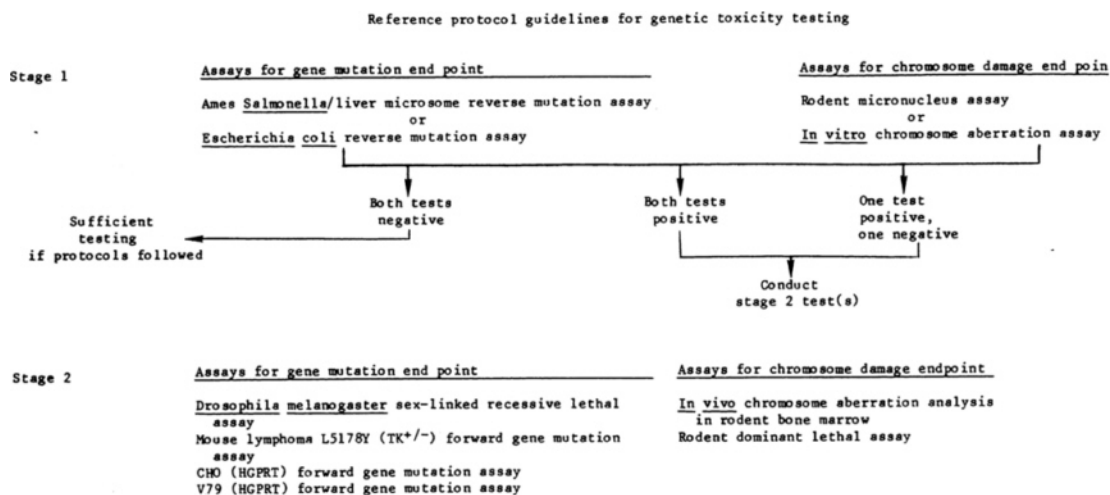 Reference protocol guidelines for genetic toxicity testing
Stage 1
Assays for gene mutation end point
Assays for chromosome damage end poin
Ames Salmonella/liver microsome reverse mutation assay
or
Escherichia coli reverse mutation assay
Rodent micronucleus assay
or
In vitro chromosome aberration assay
Both tests
negative
Both tests
positive
One test
positive,
one negative
Sufficient
testing
if protocols followed
Conduct
stage 2 test(s)
Stage 2
Assays for gene mutation end point
Assays for chromosome damage endpoint
Drosophila melanogaster sex-linked recessive lethal
assay
Mouse lymphoma L5178Y (TK+/-) forward gene mutation
assay
CHO (HGPRT) forward gene mutation assay
V79 (HGPRT) forward gene mutation assay
In vivo chromosome aberration analysis
in rodent bone marrow
Rodent dominant lethal assay